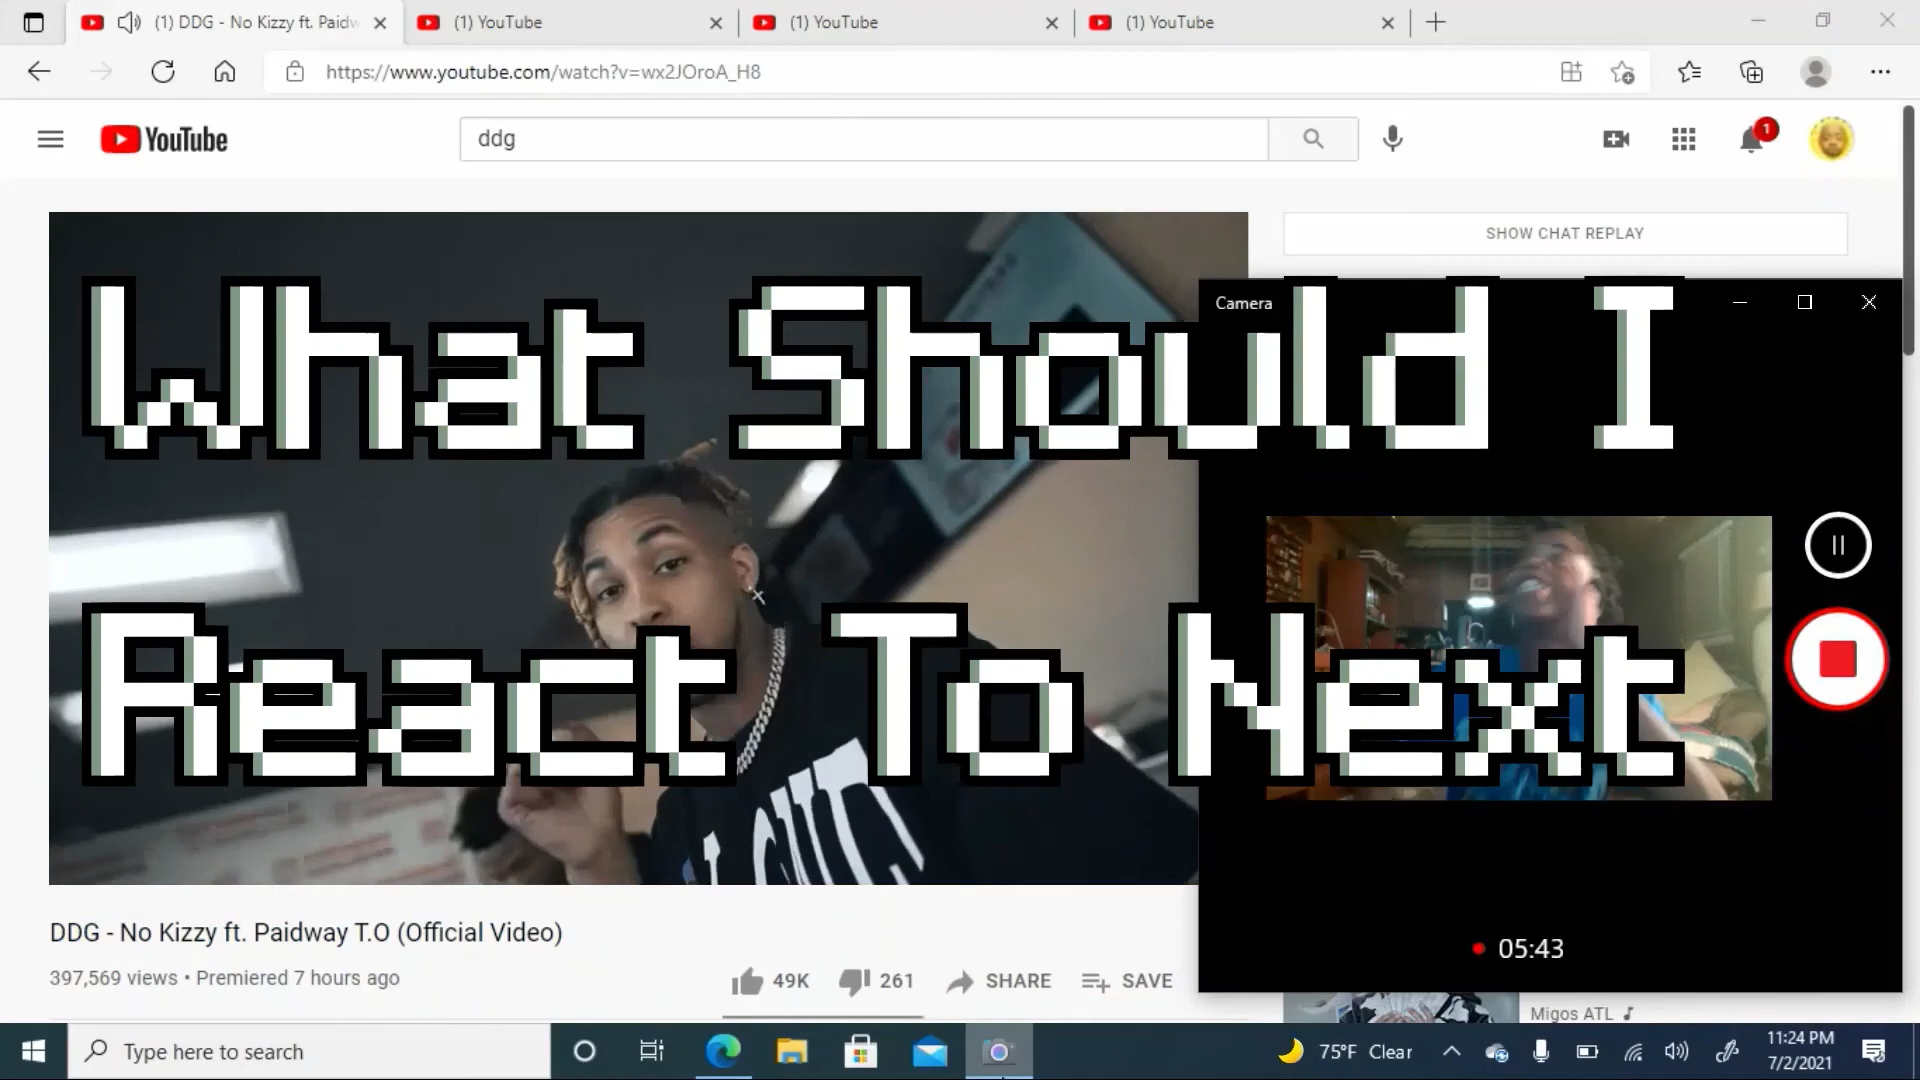 (1) DDG - No Kizzy ft. Paidw
(1) YouTube
(1) YouTube
(1) YouTube
https://www.youtube.com/watch?v=wx2JOroA_H8
YouTube
ddg
1
SHOW CHAT REPLAY
Camera
What Should I
React To Next
05:43
DDG - No Kizzy ft. Paidway T.O (Official Video)
397,569 views • Premiered 7 hours ago
49K
261
SHARE
SAVE
Migos ATL
Type here to search
75°F Clear
11:24 PM
7/2/2021